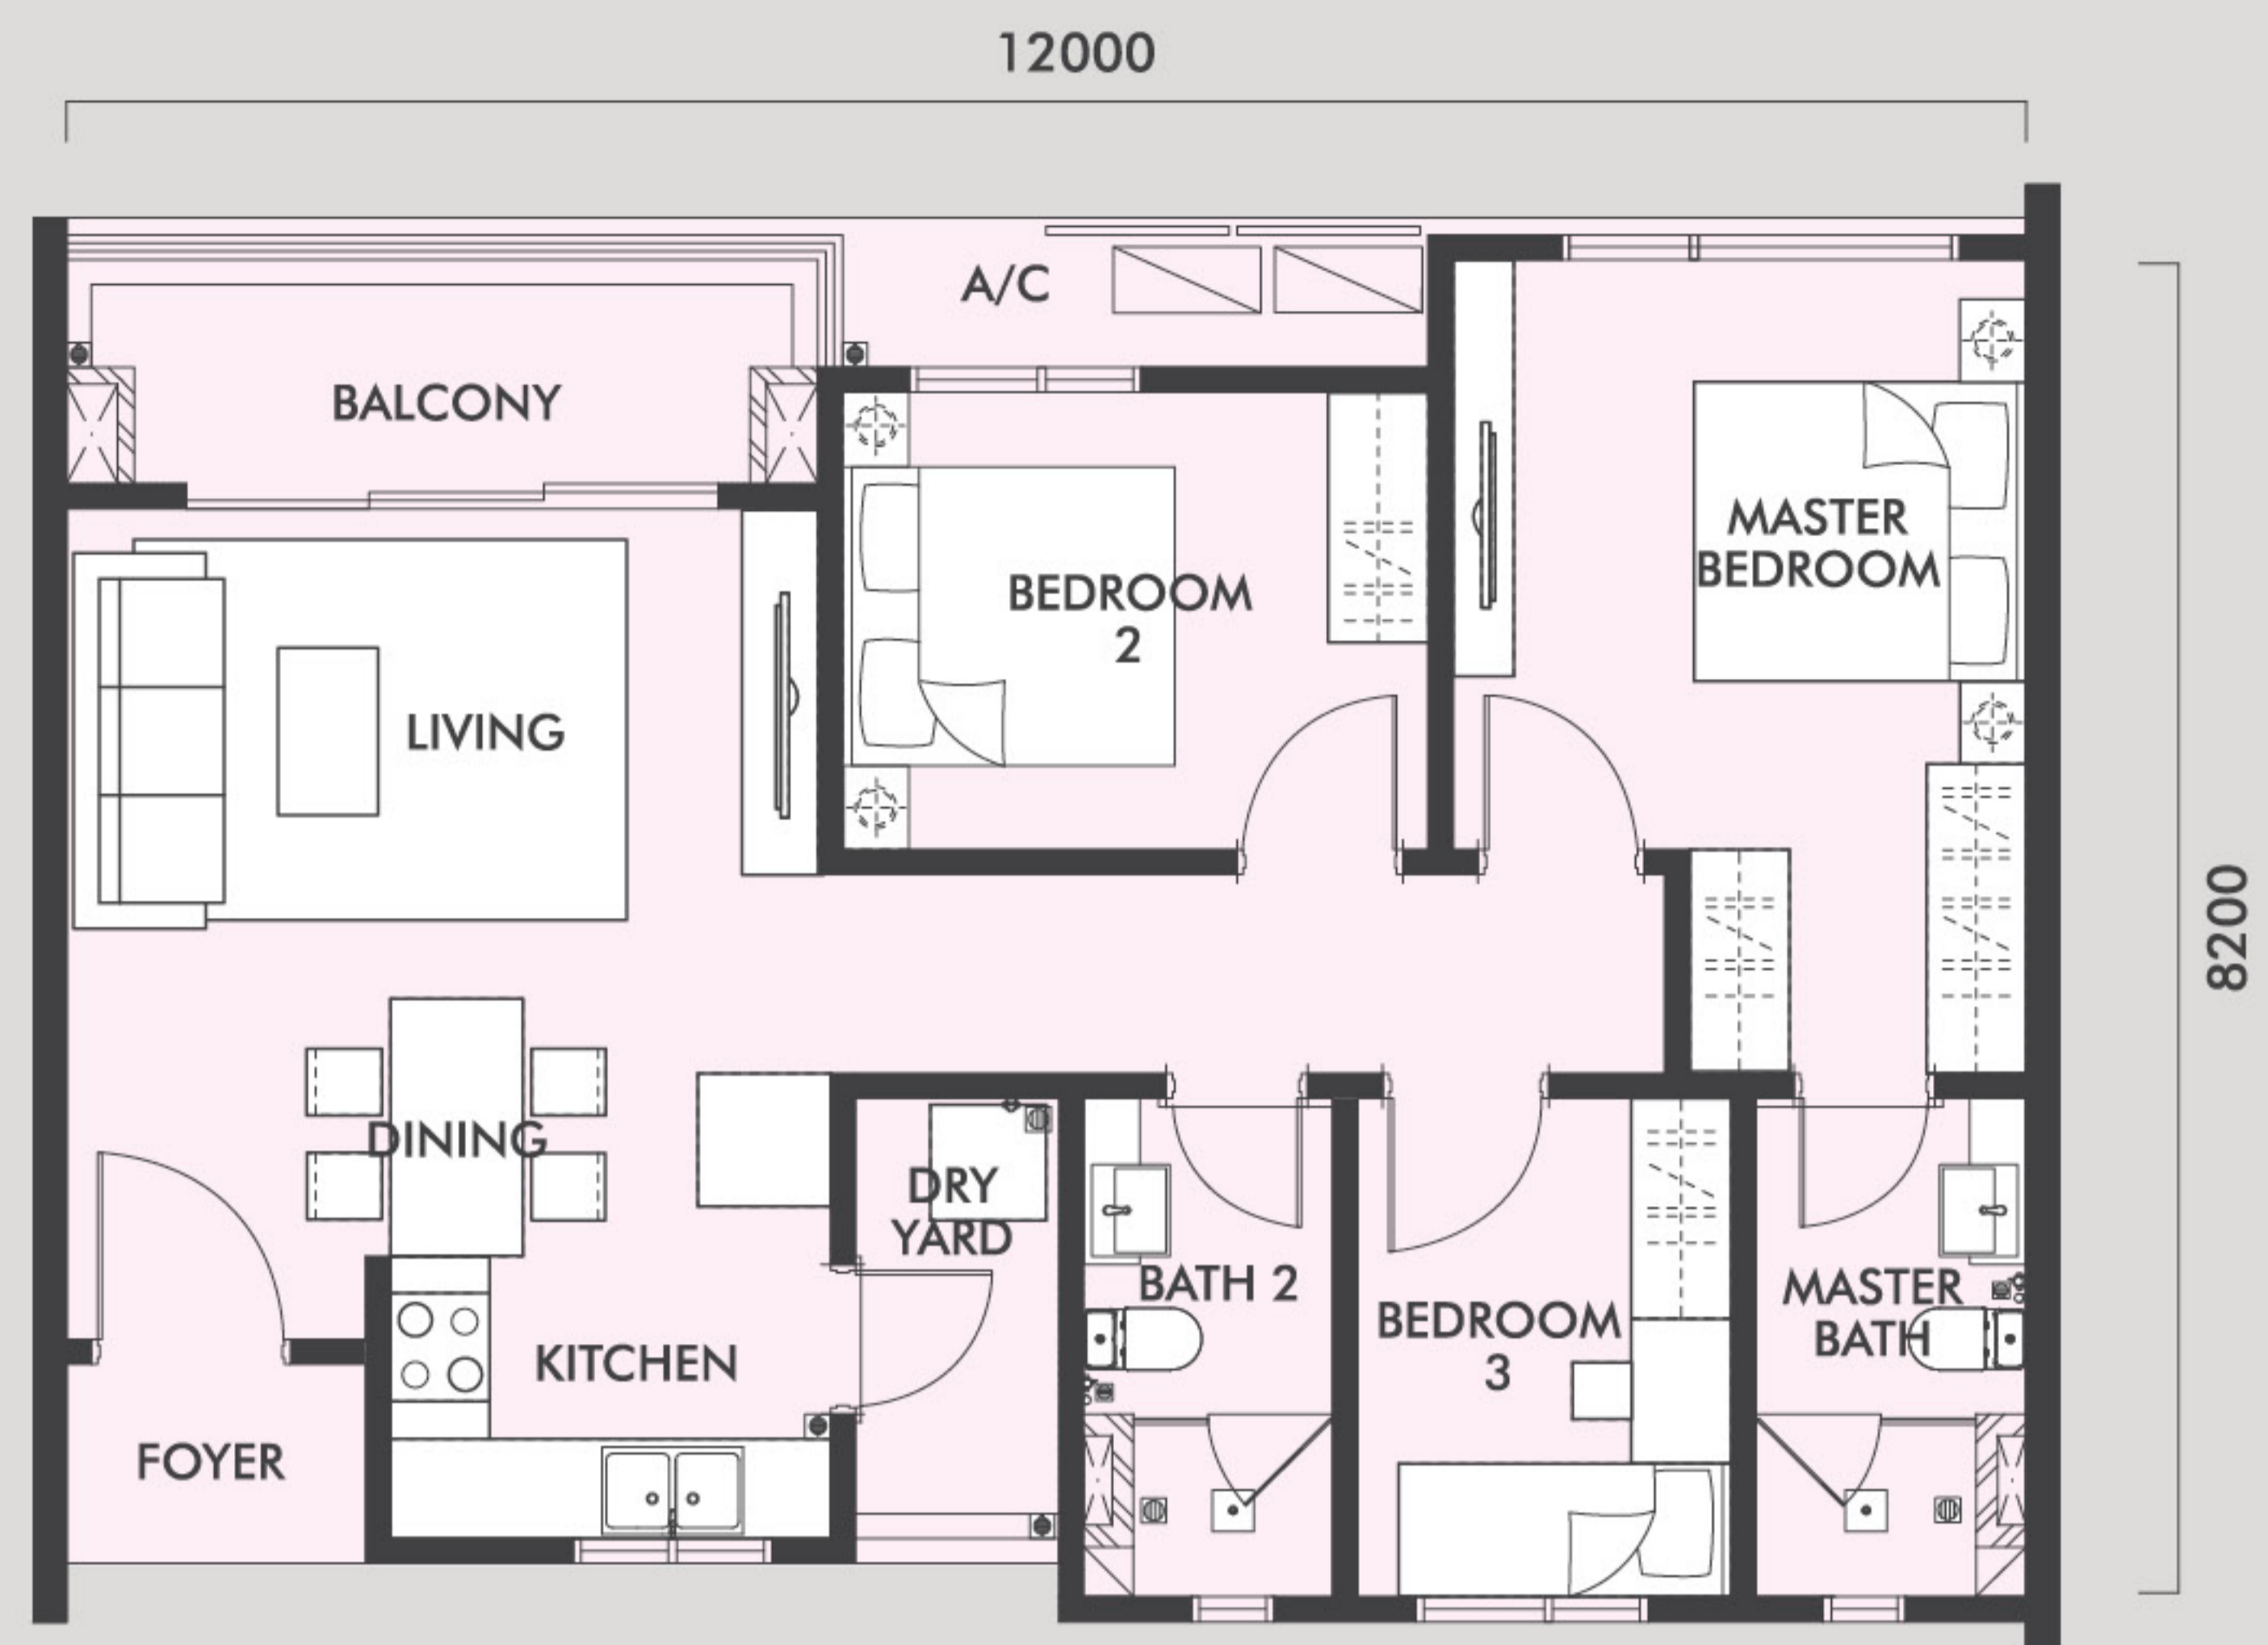 12000
A/C
BALCONY
MASTER
BEDROOM
BEDROOM
2
LIVING
8200
DINING
DRY
YARD
BATH 2
MASTER
BATH
BEDROOM
3
KITCHEN
FOYER